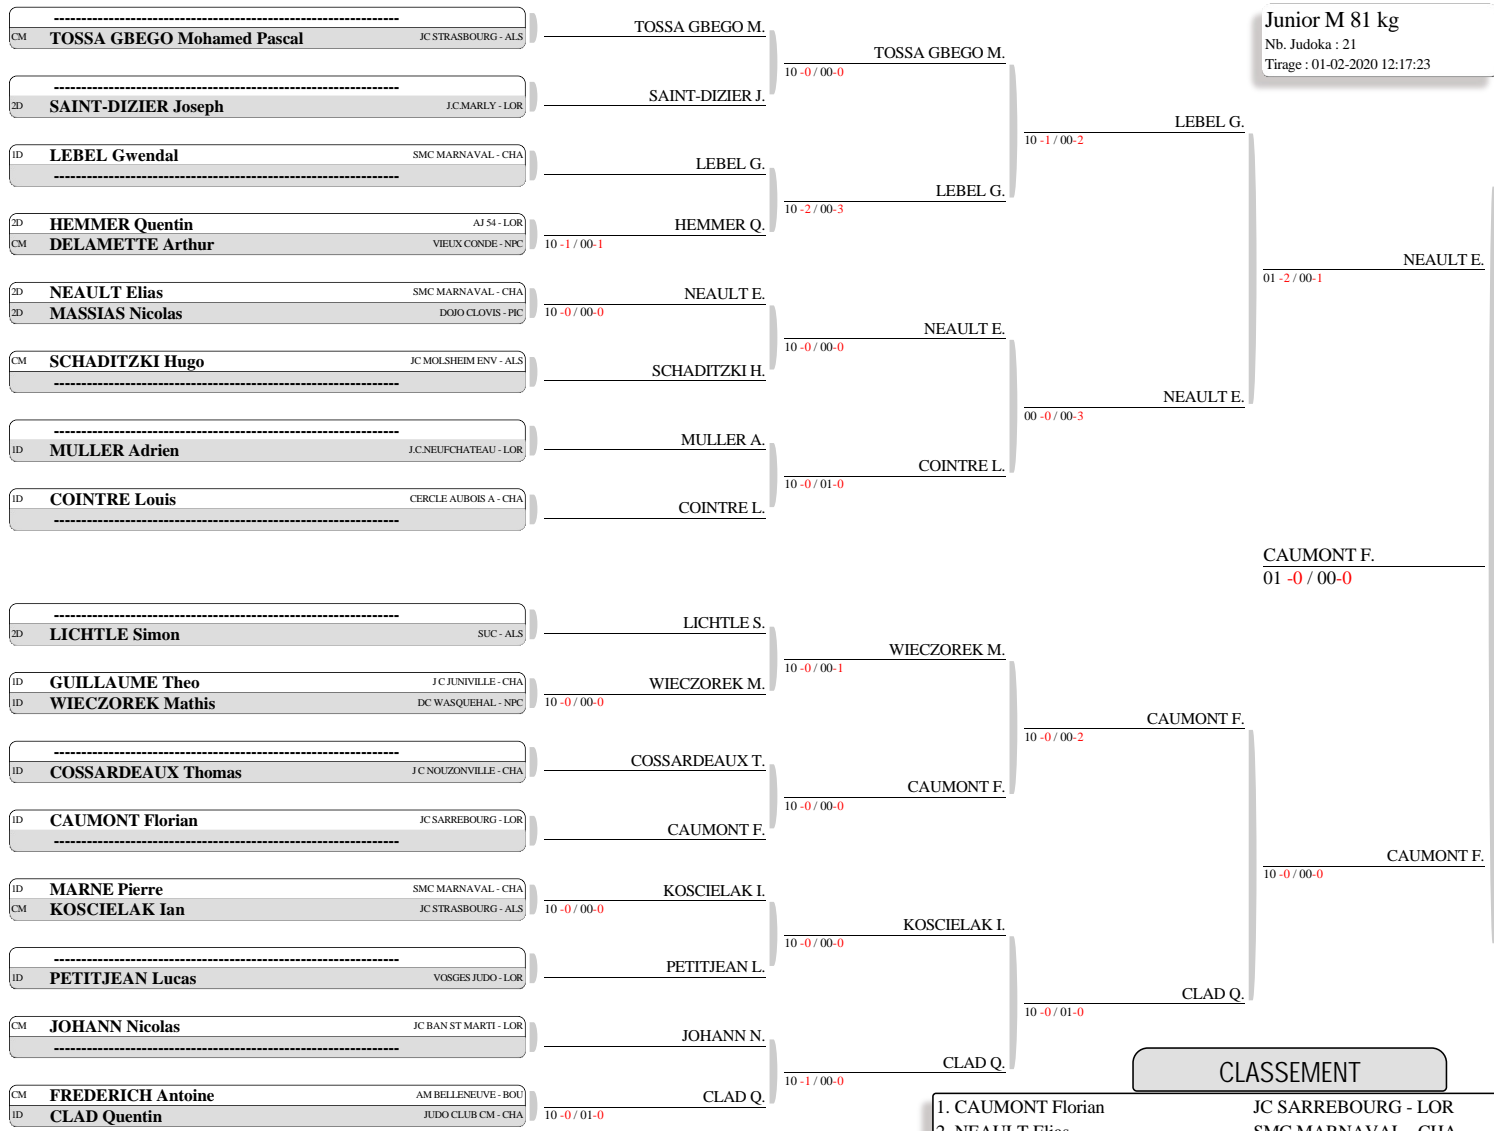 Junior M 81 kg
Nb. Judoka : 21
Tirage : 01-02-2020 12:17:23
----------------------------------------------------------------------
CM TOSSA GBEGO Mohamed Pascal JC STRASBOURG - ALS
----------------------------------------------------------------------
2D SAINT-DIZIER Joseph J.C.MARLY - LOR
1D LEBEL Gwendal SMC MARNAVAL - CHA
----------------------------------------------------------------------
2D HEMMER Quentin AJ 54 - LOR
CM DELAMETTE Arthur VIEUX CONDE - NPC
2D NEAULT Elias SMC MARNAVAL - CHA
2D MASSIAS Nicolas DOJO CLOVIS - PIC
CM SCHADITZKI Hugo JC MOLSHEIM ENV - ALS
----------------------------------------------------------------------
----------------------------------------------------------------------
1D MULLER Adrien J.C.NEUFCHATEAU - LOR
1D COINTRE Louis CERCLE AUBOIS A - CHA
----------------------------------------------------------------------
----------------------------------------------------------------------
2D LICHTLE Simon SUC - ALS
1D GUILLAUME Theo J C JUNIVILLE - CHA
1D WIECZOREK Mathis DC WASQUEHAL - NPC
----------------------------------------------------------------------
1D COSSARDEAUX Thomas J C NOUZONVILLE - CHA
1D CAUMONT Florian JC SARREBOURG - LOR
----------------------------------------------------------------------
1D MARNE Pierre SMC MARNAVAL - CHA
CM KOSCIELAK Ian JC STRASBOURG - ALS
----------------------------------------------------------------------
1D PETITJEAN Lucas VOSGES JUDO - LOR
CM JOHANN Nicolas JC BAN ST MARTI - LOR
----------------------------------------------------------------------
CM FREDERICH Antoine AM BELLENEUVE - BOU
1D CLAD Quentin JUDO CLUB CM - CHA
TOSSA GBEGO M.
SAINT-DIZIER J.
LEBEL G.
HEMMER Q.
10 -1 / 00-1
NEAULT E.
10 -0 / 00-0
SCHADITZKI H.
MULLER A.
COINTRE L.
LICHTLE S.
WIECZOREK M.
10 -0 / 00-0
COSSARDEAUX T.
CAUMONT F.
KOSCIELAK I.
10 -0 / 00-0
PETITJEAN L.
JOHANN N.
CLAD Q.
10 -0 / 01-0
TOSSA GBEGO M.
10 -0 / 00-0
LEBEL G.
10 -2 / 00-3
NEAULT E.
10 -0 / 00-0
COINTRE L.
10 -0 / 01-0
WIECZOREK M.
10 -0 / 00-1
CAUMONT F.
10 -0 / 00-0
KOSCIELAK I.
10 -0 / 00-0
CLAD Q.
10 -1 / 00-0
LEBEL G.
10 -1 / 00-2
NEAULT E.
00 -0 / 00-3
CAUMONT F.
10 -0 / 00-2
CLAD Q.
10 -0 / 01-0
NEAULT E.
01 -2 / 00-1
CAUMONT F.
10 -0 / 00-0
CAUMONT F.
01 -0 / 00-0
CLASSEMENT
1. CAUMONT Florian JC SARREBOURG - LOR
2. NEAULT Elias SMC MARNAVAL - CHA